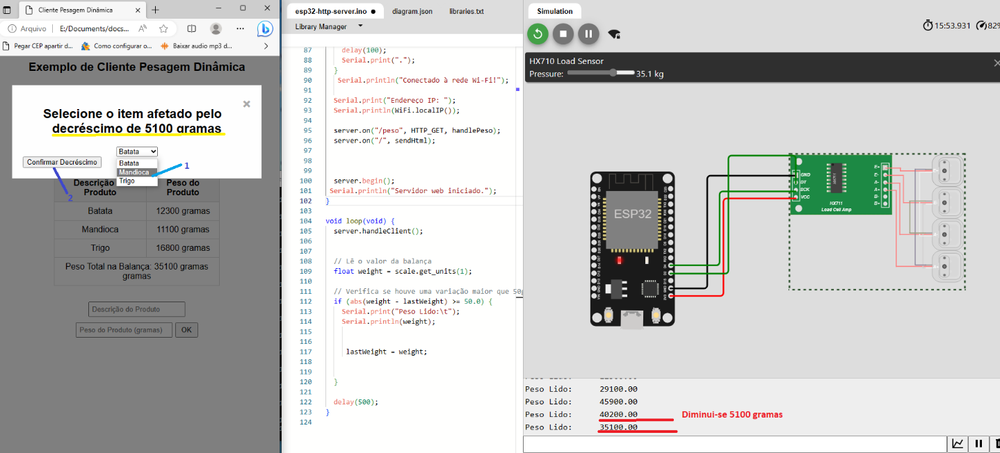 Cliente Pesagem Dinâmica
Arquivo
E:/Documents/docs...
Pegar CEP apartir d...
Como configurar o...
Baixar audio mp3 d...
Exemplo de Cliente Pesagem Dinâmica
Selecione o item afetado pelo
decréscimo de 5100 gramas
Batata
Confirmar Decréscimo
Batata
Mandioca
Trigo
1
2
Descrição do Produto
Peso do Produto
Batata 12300 gramas
Mandioca 11100 gramas
Trigo 16800 gramas
Peso Total na Balança: 35100 gramas
gramas
Descrição do Produto
Peso do Produto (gramas) OK
esp32-http-server.ino diagram.json libraries.txt
Library Manager
87 delay(100);
88 Serial.print(".");
89 }
90 Serial.println("Conectado à rede Wi-Fi!");
91
92 Serial.print("Endereço IP: ");
93 Serial.println(WiFi.localIP());
94
95 server.on("/peso", HTTP_GET, handlePeso);
96 server.on("/", sendHtml);
97
98
99
100 server.begin();
101 Serial.println("Servidor web iniciado.");
102 }
103
104 void loop(void) {
105 server.handleClient();
106
107
108 // Lê o valor da balança
109 float weight = scale.get_units(1);
110
111 // Verifica se houve uma variação maior que 50g
112 if (abs(weight - lastWeight) >= 50.0) {
113 Serial.print("Peso Lido:\t");
114 Serial.println(weight);
115
116
117 lastWeight = weight;
118
119
120 }
121
122 delay(500);
123 }
124
Simulation
15:53.931 82%
HX710 Load Sensor
Pressure: 35.1 kg
ESP32
GND
DT
SCK
VCC
HX711
HX711
Load Cell Amp
E+
E-
A-
A+
B-
B+
Peso Lido: 29100.00
Peso Lido: 45900.00
Peso Lido: 40200.00
Peso Lido: 35100.00
Diminui-se 5100 gramas